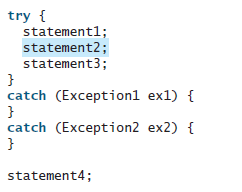 try {
  statement1;
  statement2;
  statement3;
}
catch (Exception1 ex1) {
}
catch (Exception2 ex2) {
}

statement4;